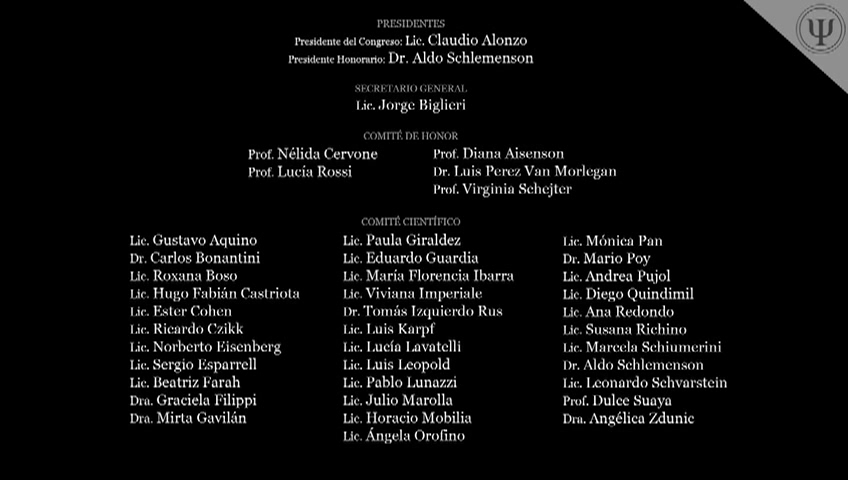 PRESIDENTES
Presidente del Congreso: Lic. Claudio Alonzo
Presidente Honorario: Dr. Aldo Schlemenson
SECRETARIO GENERAL
Lic. Jorge Biglieri
COMITÉ DE HONOR
Prof. Nélida Cervone
Prof. Lucía Rossi
Prof. Diana Aisenson
Dr. Luis Perez Van Morlegan
Prof. Virginia Schejter
COMITÉ CIENTÍFICO
Lic. Gustavo Aquino
Dr. Carlos Bonantini
Lic. Roxana Boso
Lic. Hugo Fabián Castriota
Lic. Ester Cohen
Lic. Ricardo Czikk
Lic. Norberto Eisenberg
Lic. Sergio Esparrell
Lic. Beatriz Farah
Dra. Graciela Filippi
Dra. Mirta Gavilán
Lic. Paula Giraldez
Lic. Eduardo Guardia
Lic. María Florencia Ibarra
Lic. Viviana Imperiale
Dr. Tomás Izquierdo Rus
Lic. Luis Karpf
Lic. Lucía Lavatelli
Lic. Luis Leopold
Lic. Pablo Lunazzi
Lic. Julio Marolla
Lic. Horacio Mobilia
Lic. Ángela Orofino
Lic. Mónica Pan
Dr. Mario Poy
Lic. Andrea Pujol
Lic. Diego Quindimil
Lic. Ana Redondo
Lic. Susana Richino
Lic. Marcela Schiumerini
Dr. Aldo Schlemenson
Lic. Leonardo Schvarstein
Prof. Dulce Suaya
Dra. Angélica Zdunic
Ψ